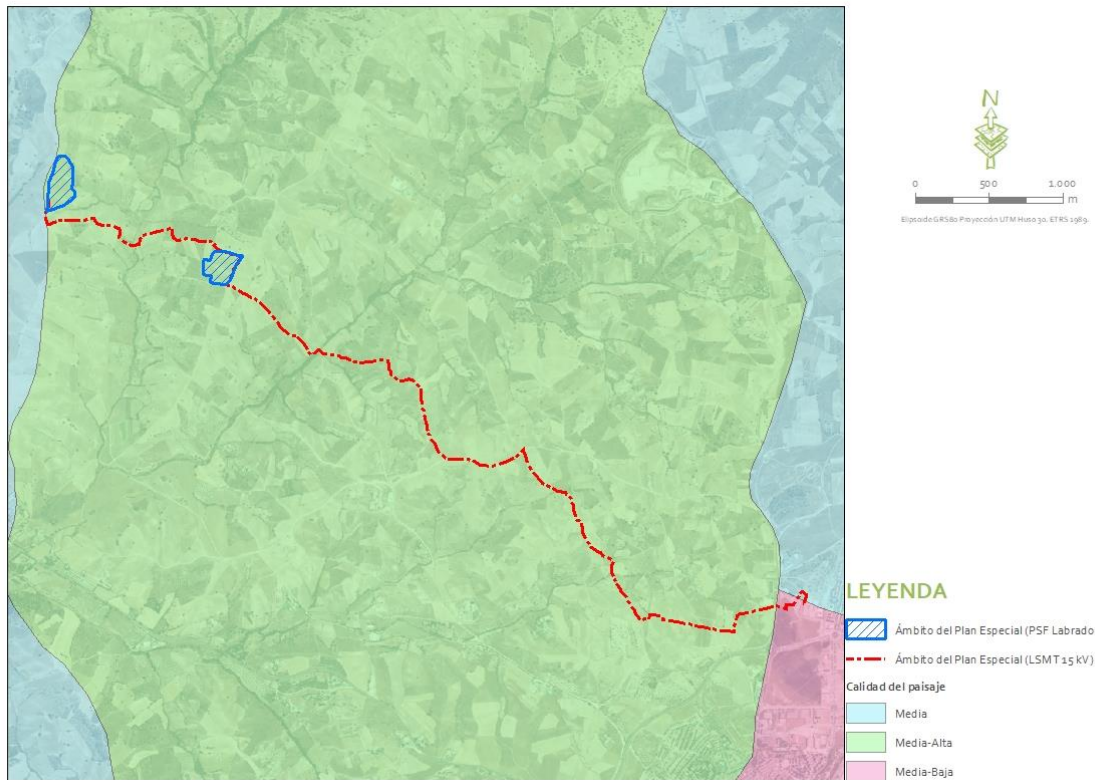 N
0 500 1.000
m
Elipsoide GRS80 Proyección UTM Huso 30. ETRS 1989.
LEYENDA
Ámbito del Plan Especial (PSF Labrado
Ámbito del Plan Especial (LSMT 15 kV)
Calidad del paisaje
Media
Media-Alta
Media-Baja